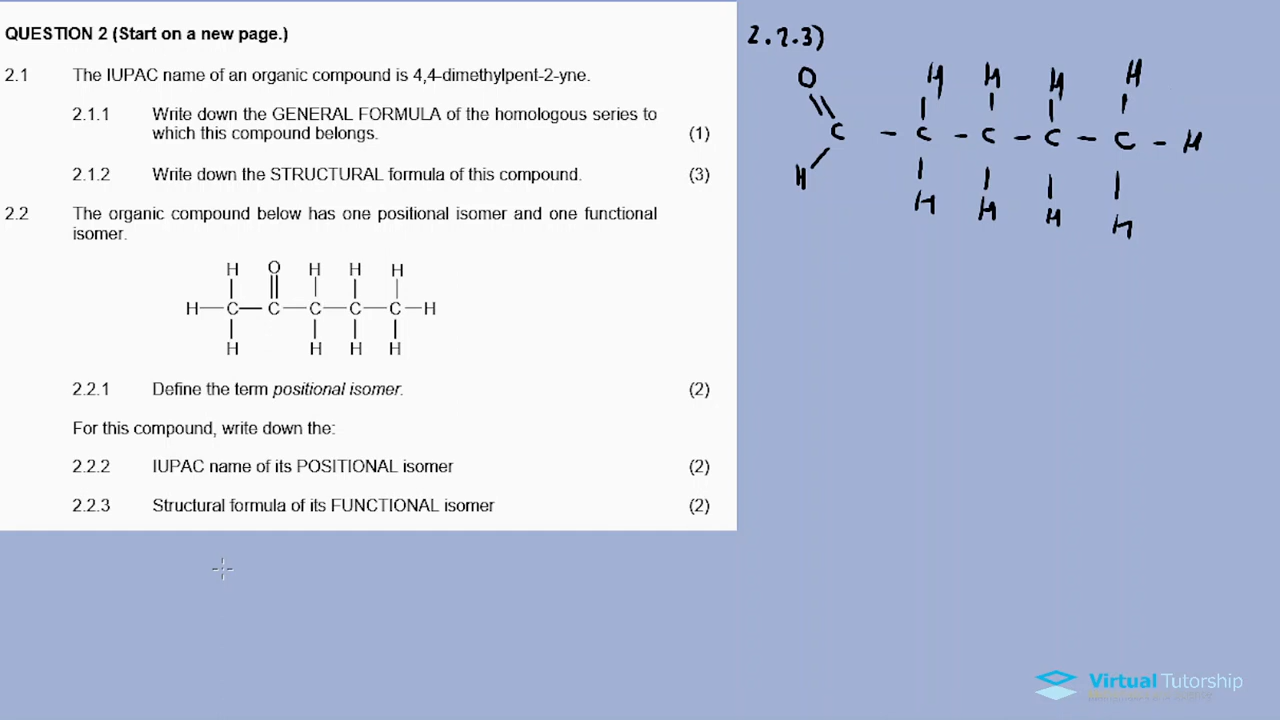 QUESTION 2 (Start on a new page.)
2.1 The IUPAC name of an organic compound is 4,4-dimethylpent-2-yne.
2.1.1 Write down the GENERAL FORMULA of the homologous series to
which this compound belongs. (1)
2.1.2 Write down the STRUCTURAL formula of this compound. (3)
2.2 The organic compound below has one positional isomer and one functional
isomer.
H O H H H
H C C C C C H
H H H H
2.2.1 Define the term positional isomer. (2)
For this compound, write down the:
2.2.2 IUPAC name of its POSITIONAL isomer (2)
2.2.3 Structural formula of its FUNCTIONAL isomer (2)
2.2.3)
O H H H H
C - C - C - C - C - H
H H H H H
Virtual Tutorship